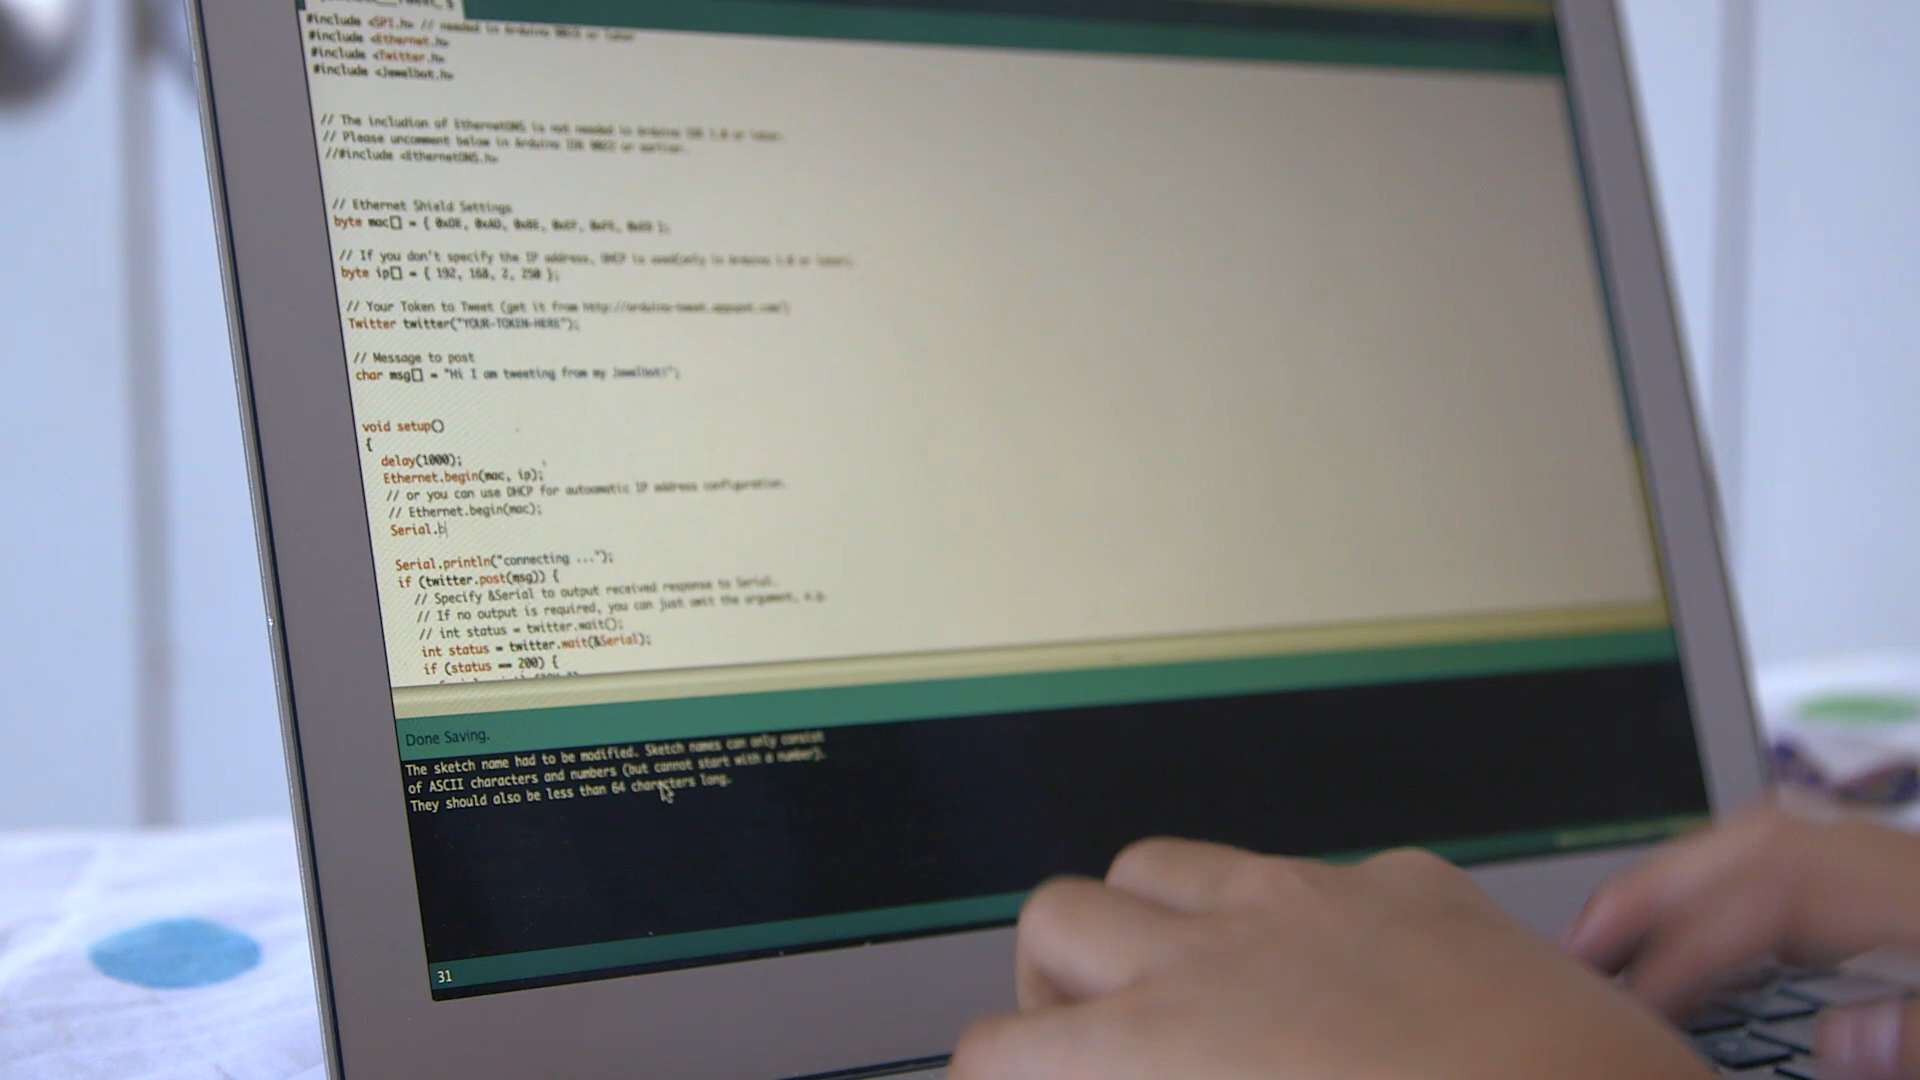 #include <SPI.h> // needed in Arduino 0019 or later
#include <Ethernet.h>
#include <Twitter.h>
#include <Jewelbot.h>
// The includion of EthernetDNS is not needed in Arduino IDE 1.0 or later.
// Please uncomment below in Arduino IDE 0022 or earlier.
//#include <EthernetDNS.h>
// Ethernet Shield Settings
byte mac[] = { 0xDE, 0xAD, 0xBE, 0xEF, 0xFE, 0xED };
// If you don't specify the IP address, DHCP is used(only in Arduino 1.0 or later).
byte ip[] = { 192, 168, 2, 250 };
// Your Token to Tweet (get it from http://arduino-tweet.appspot.com/)
Twitter twitter("YOUR-TOKEN-HERE");
// Message to post
char msg[] = "Hi I am tweeting from my Jewelbot!";
void setup()
{
delay(1000);
Ethernet.begin(mac, ip);
// or you can use DHCP for autoomatic IP address configuration.
// Ethernet.begin(mac);
Serial.b
Serial.println("connecting ...");
if (twitter.post(msg)) {
// Specify &Serial to output received response to Serial.
// If no output is required, you can just omit the argument, e.g.
// int status = twitter.wait();
int status = twitter.wait(&Serial);
if (status == 200) {
Done Saving.
The sketch name had to be modified. Sketch names can only consist
of ASCII characters and numbers (but cannot start with a number).
They should also be less than 64 characters long.
31